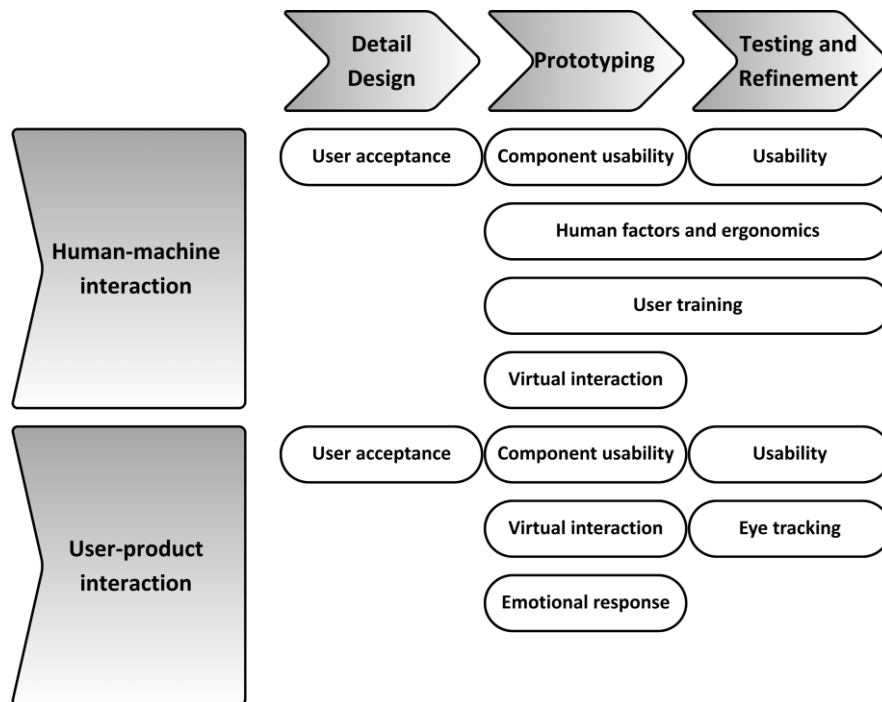 Detail
Design
Prototyping
Testing and
Refinement
Human-machine
interaction
User acceptance
Component usability
Usability
Human factors and ergonomics
User training
Virtual interaction
User-product
interaction
User acceptance
Component usability
Usability
Virtual interaction
Eye tracking
Emotional response